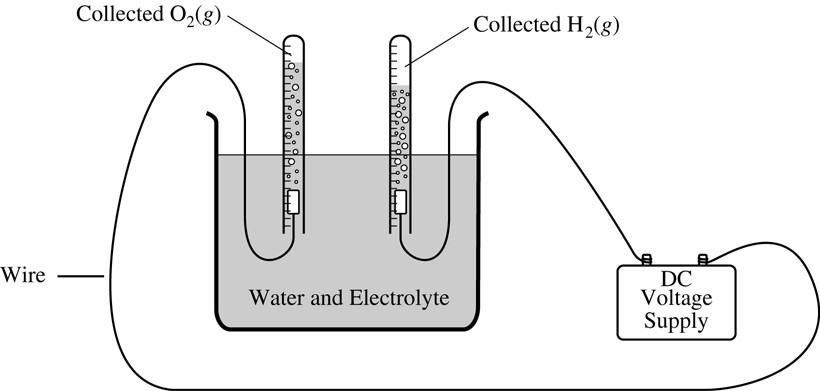 Collected O₂(g)
Collected H₂(g)
Wire
Water and Electrolyte
DC
Voltage
Supply